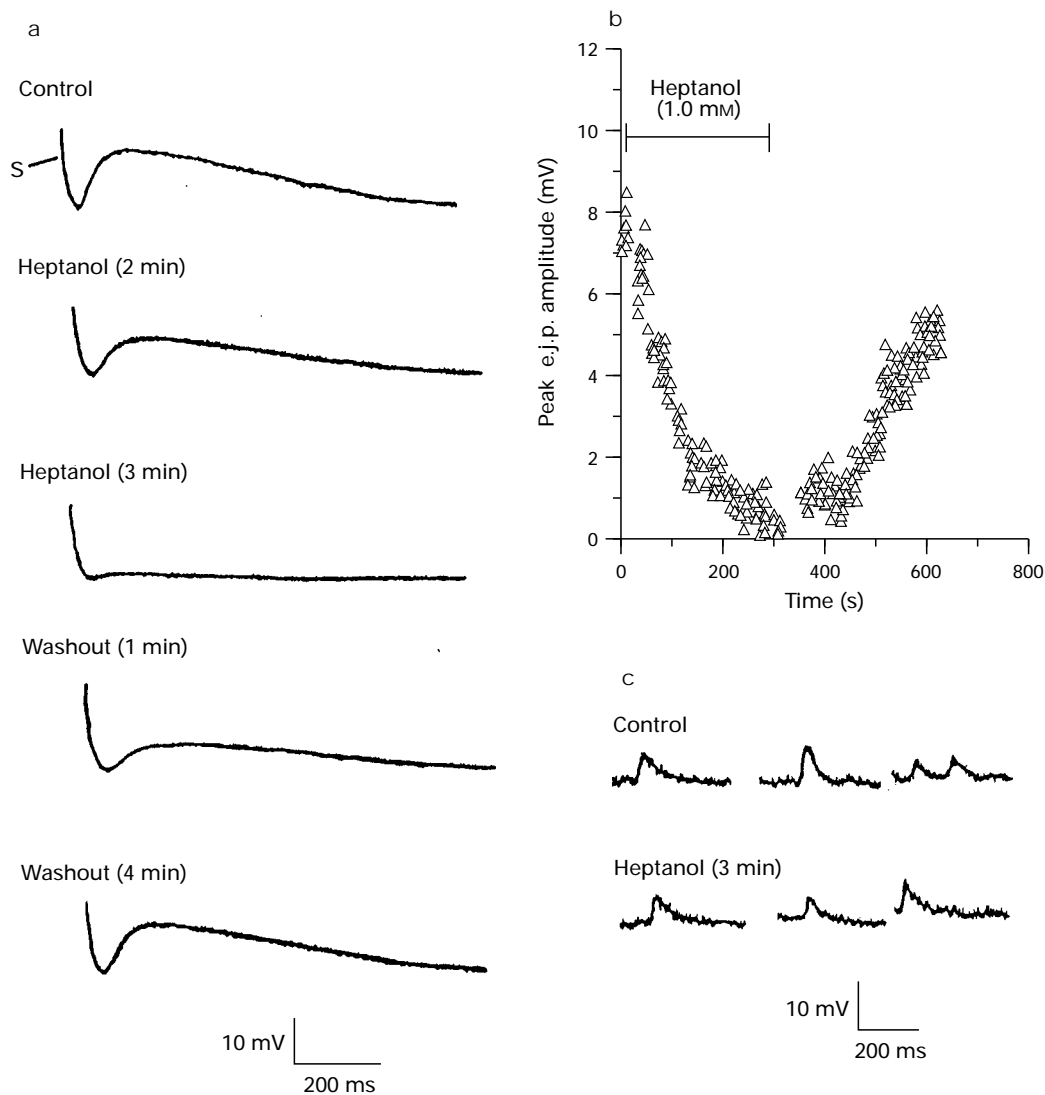 a
Control
S
Heptanol (2 min)
Heptanol (3 min)
Washout (1 min)
Washout (4 min)
10 mV
200 ms
b
12
10
8
6
4
2
0
Peak e.j.p. amplitude (mV)
Heptanol
(1.0 mM)
0 200 400 600 800
Time (s)
c
Control
Heptanol (3 min)
10 mV
200 ms